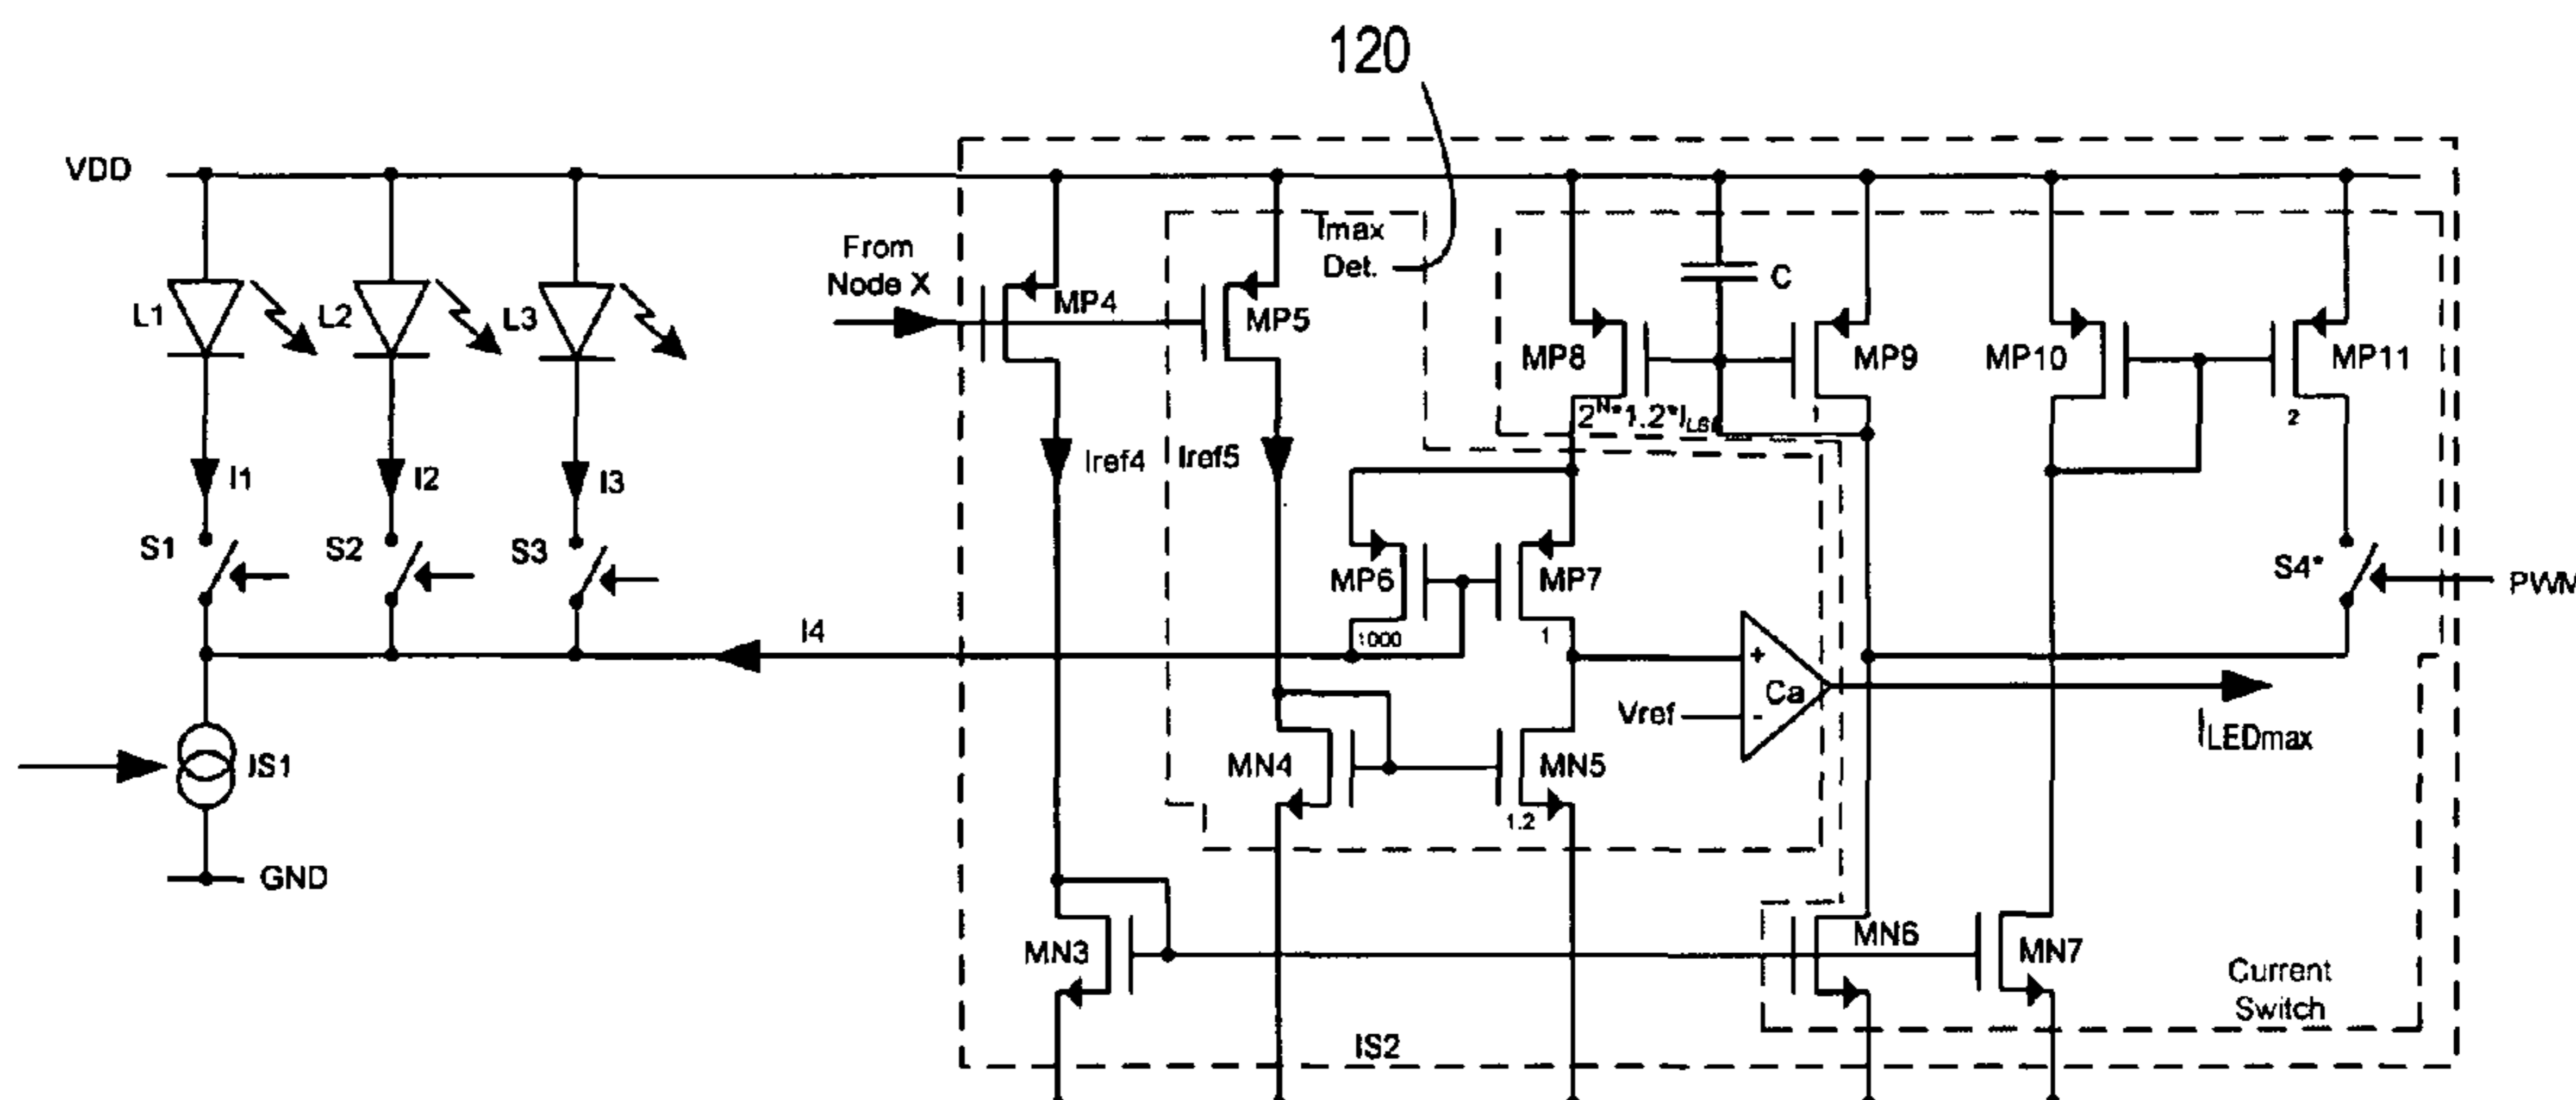 120
VDD
From
Node X
Imax
Det.
MP4
MP5
C
MP8
MP9
MP10
MP11
L1
L2
L3
1
2
I1
I2
I3
Iref4
Iref5
S1
S2
S3
MP6
MP7
S4*
PWM
I4
1000
1
+
Ca
Vref
-
ILEDmax
IS1
MN4
MN5
1.2
GND
MN3
MN6
MN7
Current
Switch
IS2